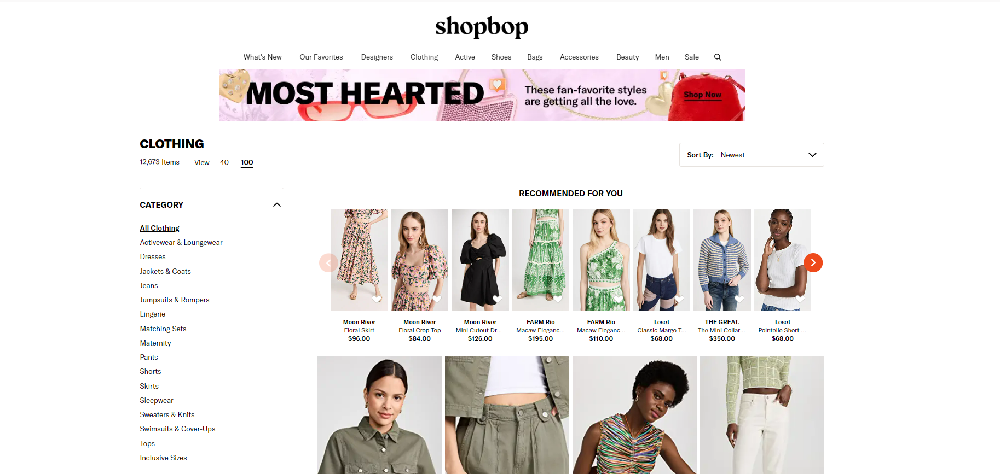 shopbop
What's New Our Favorites Designers Clothing Active Shoes Bags Accessories Beauty Men Sale
MOST HEARTED
These fan-favorite styles
are getting all the love.
Shop Now
CLOTHING
12,673 Items View 40 100
Sort By: Newest
CATEGORY
All Clothing
Activewear & Loungewear
Dresses
Jackets & Coats
Jeans
Jumpsuits & Rompers
Lingerie
Matching Sets
Maternity
Pants
Shorts
Skirts
Sleepwear
Sweaters & Knits
Swimsuits & Cover-Ups
Tops
Inclusive Sizes
RECOMMENDED FOR YOU
Moon River
Floral Skirt
$96.00
Moon River
Floral Crop Top
$84.00
Moon River
Mini Cutout Dr...
$126.00
FARM Rio
Macaw Eleganc...
$195.00
FARM Rio
Macaw Eleganc...
$110.00
Leset
Classic Margo T...
$68.00
THE GREAT.
The Mini Collar...
$350.00
Leset
Pointelle Short ...
$68.00